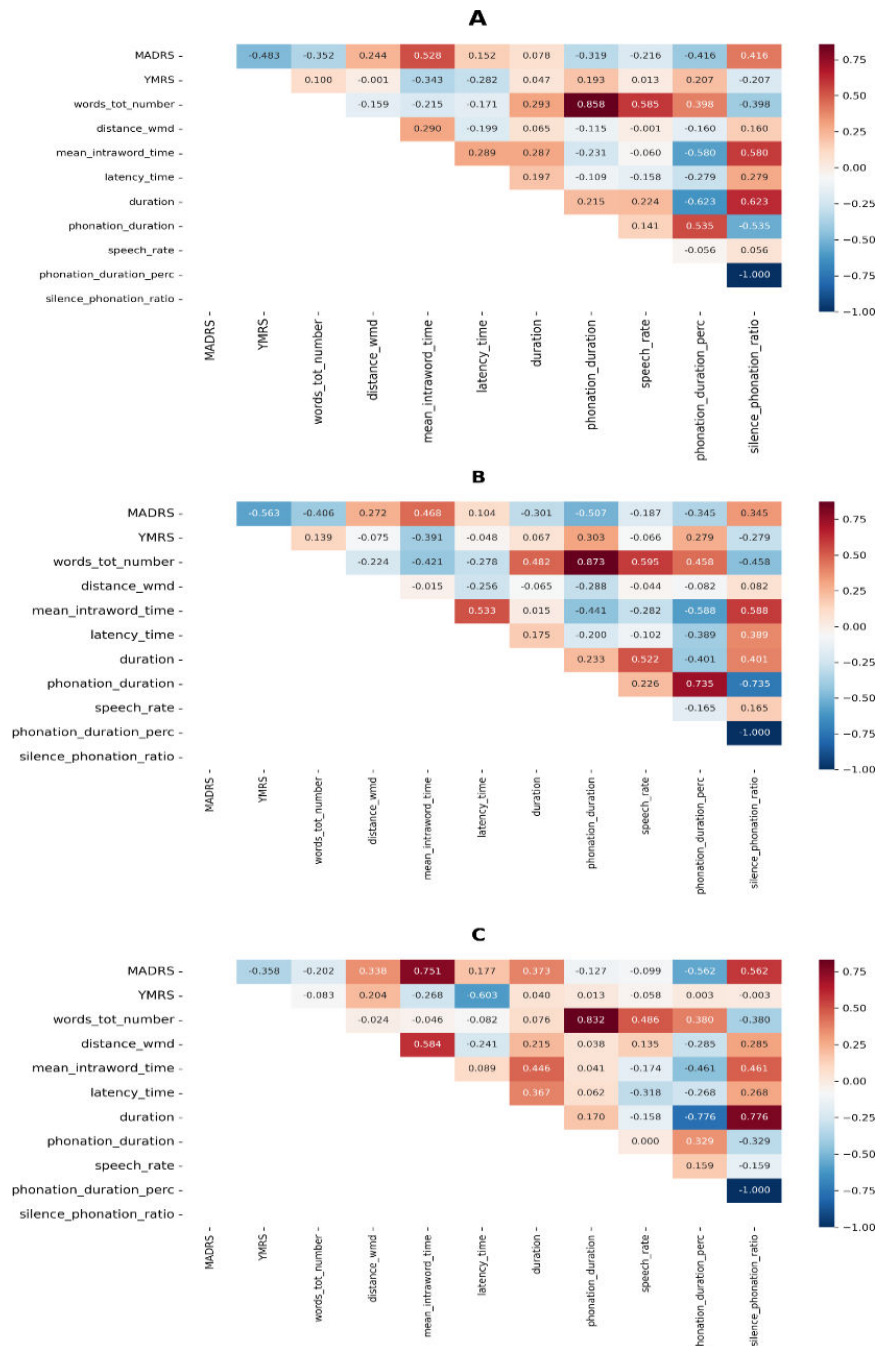 A
MADRS - -0.483 -0.352 0.244 0.528 0.152 0.078 -0.319 -0.216 -0.416 0.416
YMRS - 0.100 -0.001 -0.343 -0.282 0.047 0.193 0.013 0.207 -0.207
words_tot_number - -0.159 -0.215 -0.171 0.293 0.858 0.585 0.398 -0.398
distance_wmd - 0.290 -0.199 0.065 -0.115 -0.001 -0.160 0.160
mean_intraword_time - 0.289 0.287 -0.231 -0.060 -0.580 0.580
latency_time - 0.197 -0.109 -0.158 -0.279 0.279
duration - 0.215 0.224 -0.623 0.623
phonation_duration - 0.141 0.535 -0.535
speech_rate - -0.056 0.056
phonation_duration_perc - -1.000
silence_phonation_ratio -
MADRS - YMRS - words_tot_number - distance_wmd - mean_intraword_time - latency_time - duration - phonation_duration - speech_rate - phonation_duration_perc - silence_phonation_ratio -
- 0.75
- 0.50
- 0.25
- 0.00
- −0.25
- −0.50
- −0.75
- −1.00
B
MADRS - -0.563 -0.406 0.272 0.468 0.104 -0.301 -0.507 -0.187 -0.345 0.345
YMRS - 0.139 -0.075 -0.391 -0.048 0.067 0.303 -0.066 0.279 -0.279
words_tot_number - -0.224 -0.421 -0.278 0.482 0.873 0.595 0.458 -0.458
distance_wmd - -0.015 -0.256 -0.065 -0.288 -0.044 -0.082 0.082
mean_intraword_time - 0.533 0.015 -0.441 -0.282 -0.588 0.588
latency_time - 0.175 -0.200 -0.102 -0.389 0.389
duration - 0.233 0.522 -0.401 0.401
phonation_duration - 0.226 0.735 -0.735
speech_rate - -0.165 0.165
phonation_duration_perc - -1.000
silence_phonation_ratio -
MADRS - YMRS - words_tot_number - distance_wmd - mean_intraword_time - latency_time - duration - phonation_duration - speech_rate - phonation_duration_perc - silence_phonation_ratio -
- 0.75
- 0.50
- 0.25
- 0.00
- −0.25
- −0.50
- −0.75
- −1.00
C
MADRS - -0.358 -0.202 0.338 0.751 0.177 0.373 -0.127 -0.099 -0.562 0.562
YMRS - -0.083 0.204 -0.268 -0.603 0.040 0.013 -0.058 0.003 -0.003
words_tot_number - -0.024 -0.046 -0.082 0.076 0.832 0.486 0.380 -0.380
distance_wmd - 0.584 -0.241 0.215 0.038 0.135 -0.285 0.285
mean_intraword_time - 0.089 0.446 0.041 -0.174 -0.461 0.461
latency_time - 0.367 0.062 -0.318 -0.268 0.268
duration - 0.170 -0.158 -0.776 0.776
phonation_duration - 0.000 0.329 -0.329
speech_rate - 0.159 -0.159
phonation_duration_perc - -1.000
silence_phonation_ratio -
MADRS - YMRS - words_tot_number - distance_wmd - mean_intraword_time - latency_time - duration - phonation_duration - speech_rate - honation_duration_perc - silence_phonation_ratio -
- 0.75
- 0.50
- 0.25
- 0.00
- −0.25
- −0.50
- −0.75
- −1.00